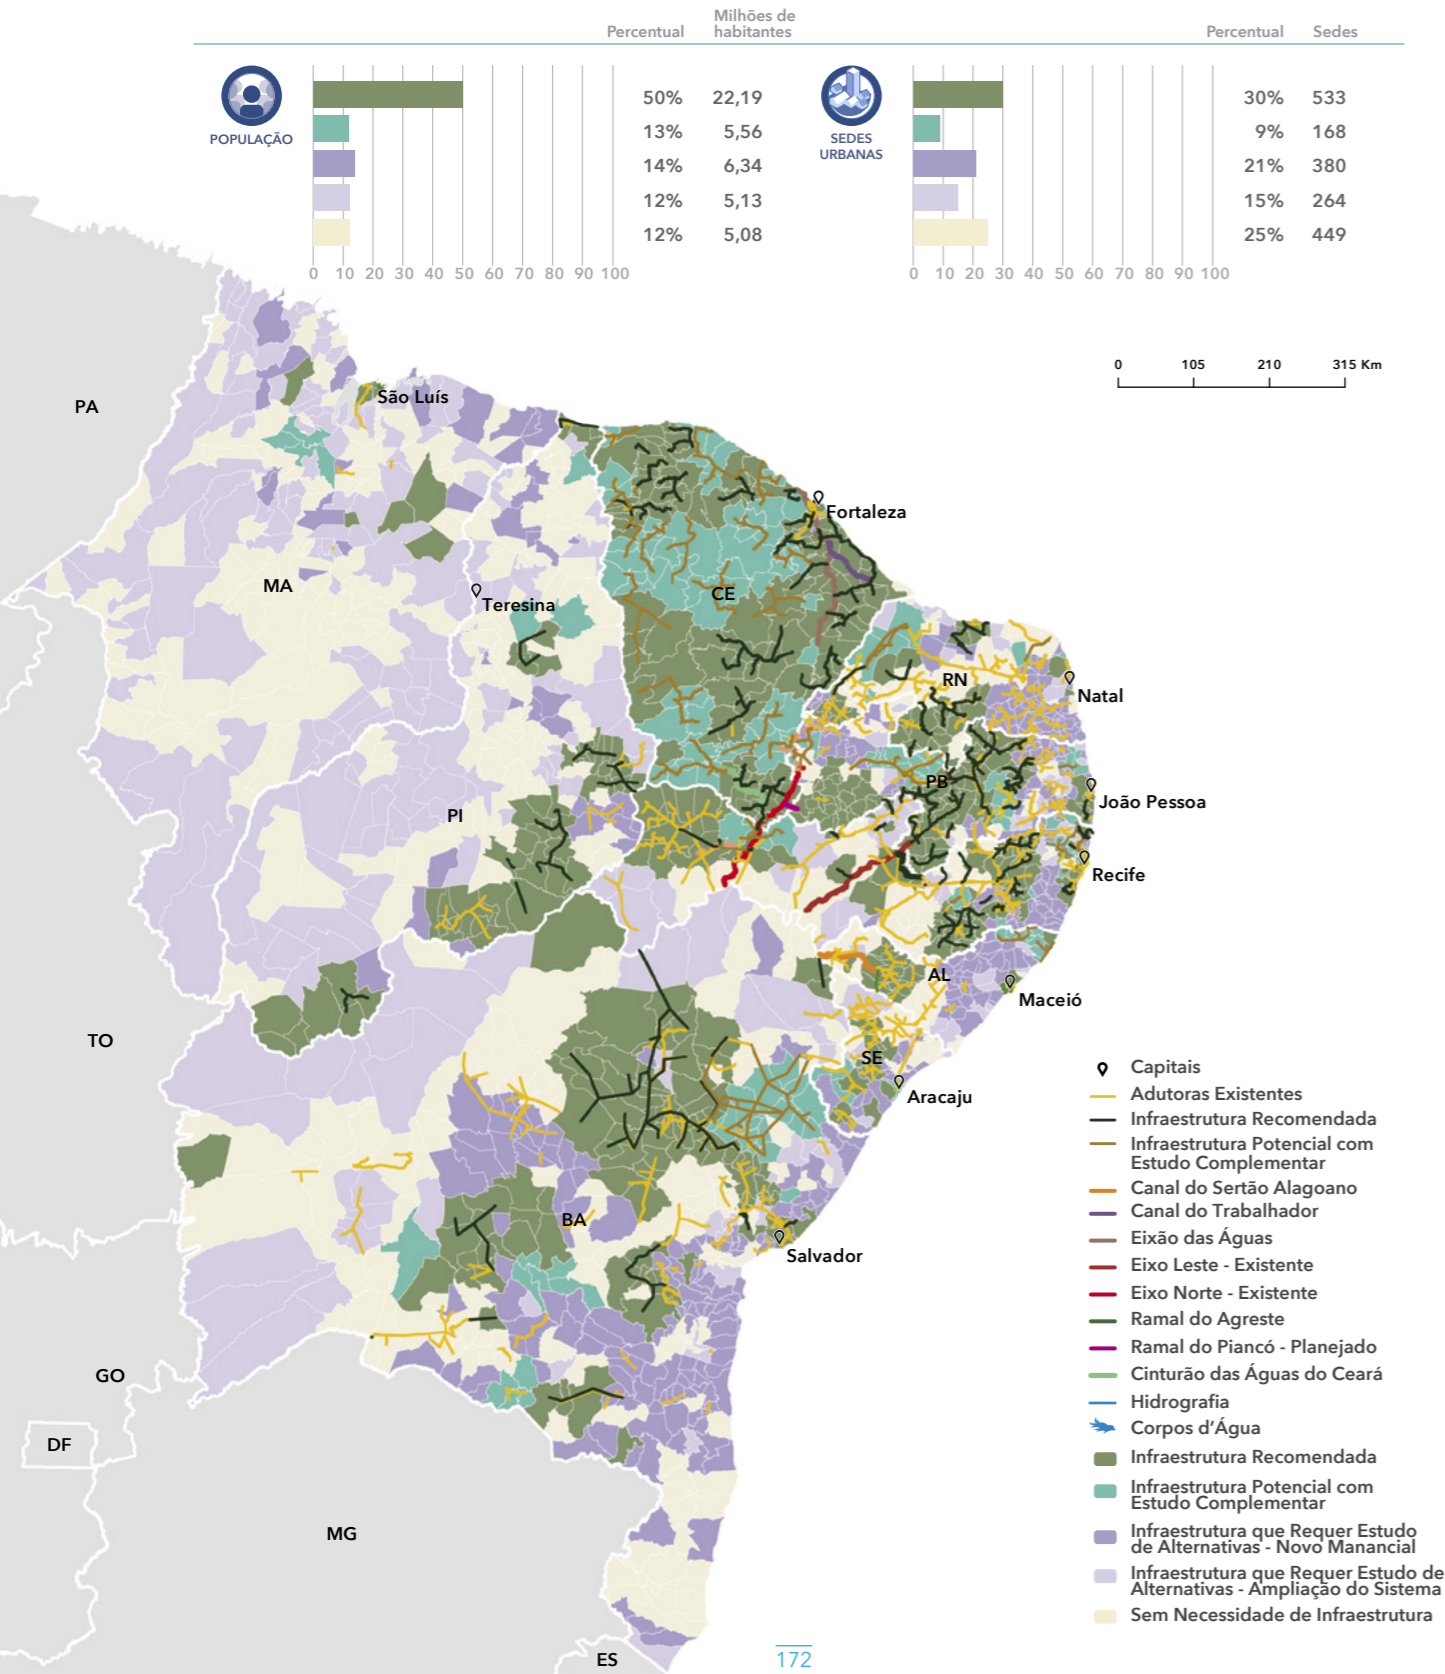 Percentual
Milhões de
habitantes
Percentual
Sedes
POPULAÇÃO
50% 22,19
13% 5,56
14% 6,34
12% 5,13
12% 5,08
0 10 20 30 40 50 60 70 80 90 100
SEDES
URBANAS
30% 533
9% 168
21% 380
15% 264
25% 449
0 10 20 30 40 50 60 70 80 90 100
0 105 210 315 Km
PA
São Luís
Fortaleza
MA
Teresina
CE
RN
Natal
PB
João Pessoa
PI
Recife
AL
Maceió
TO
SE
Aracaju
BA
Salvador
GO
DF
MG
ES
Capitais
Adutoras Existentes
Infraestrutura Recomendada
Infraestrutura Potencial com
Estudo Complementar
Canal do Sertão Alagoano
Canal do Trabalhador
Eixão das Águas
Eixo Leste - Existente
Eixo Norte - Existente
Ramal do Agreste
Ramal do Piancó - Planejado
Cinturão das Águas do Ceará
Hidrografia
Corpos d'Água
Infraestrutura Recomendada
Infraestrutura Potencial com
Estudo Complementar
Infraestrutura que Requer Estudo
de Alternativas - Novo Manancial
Infraestrutura que Requer Estudo de
Alternativas - Ampliação do Sistema
Sem Necessidade de Infraestrutura
172